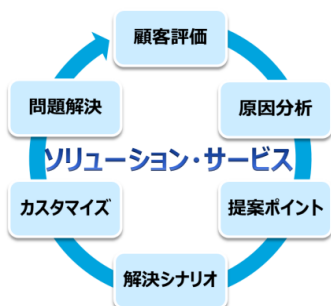 顧客評価
問題解決
原因分析
ソリューション・サービス
カスタマイズ
提案ポイント
解決シナリオ